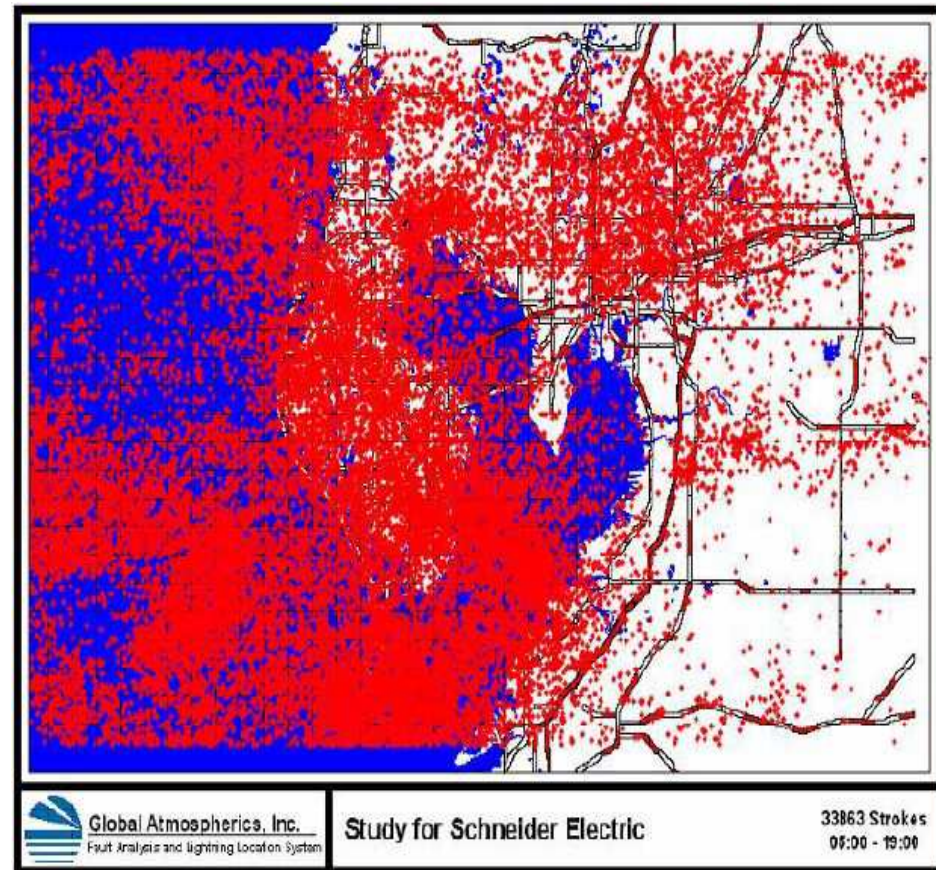 Global Atmospherics, Inc.
Fault Analysis and Lightning Location System
Study for Schneider Electric
33863 Strokes
05:00 - 19:00